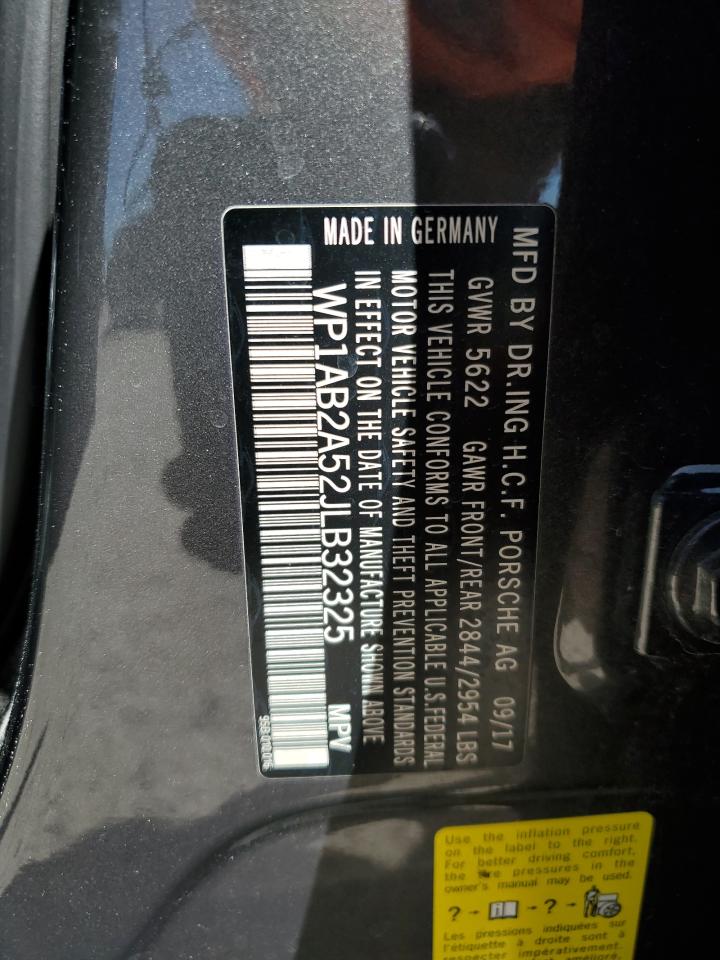 MFD BY DR.ING H.C.F. PORSCHE AG 09/17
GVWR 5622 GAWR FRONT/REAR 2844/2954 LBS
THIS VEHICLE CONFORMS TO ALL APPLICABLE U.S.FEDERAL
MOTOR VEHICLE SAFETY AND THEFT PREVENTION STANDARDS
IN EFFECT ON THE DATE OF MANUFACTURE SHOWN ABOVE
MADE IN GERMANY
WP1AB2A52JLB32325 MPV
Use the inflation pressure
on the label to the right.
For better driving comfort,
the tire pressures in the
owner's manual may be used.
? - i - ? -
Les pressions indiquées sur
l'étiquette à droite sont à
respecter impérativement.